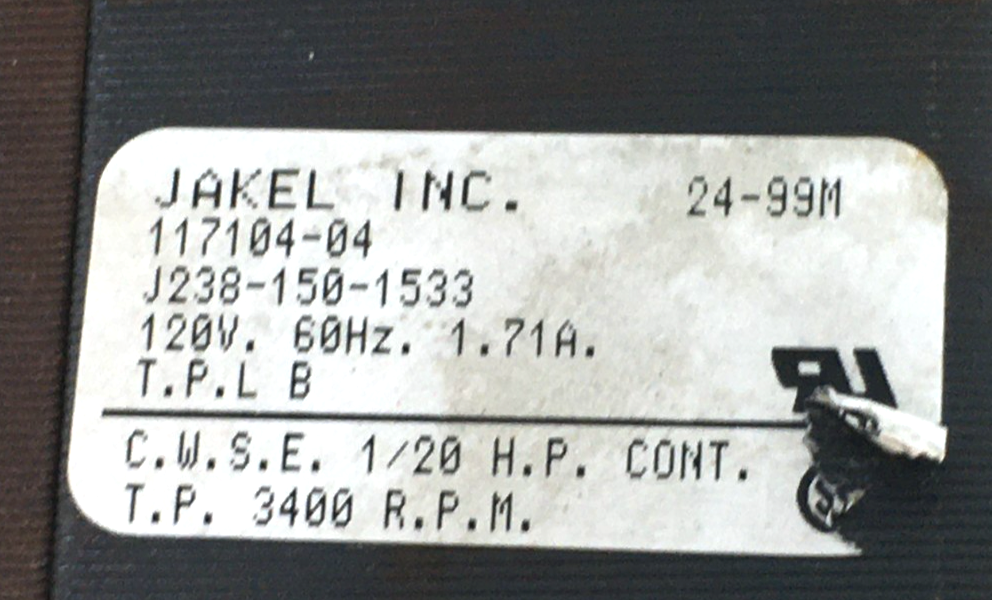 JAKEL INC. 24-99M
117104-04
J238-150-1533
120V. 60Hz. 1.71A.
T.P.L B
C.W.S.E. 1/20 H.P. CONT.
T.P. 3400 R.P.M.